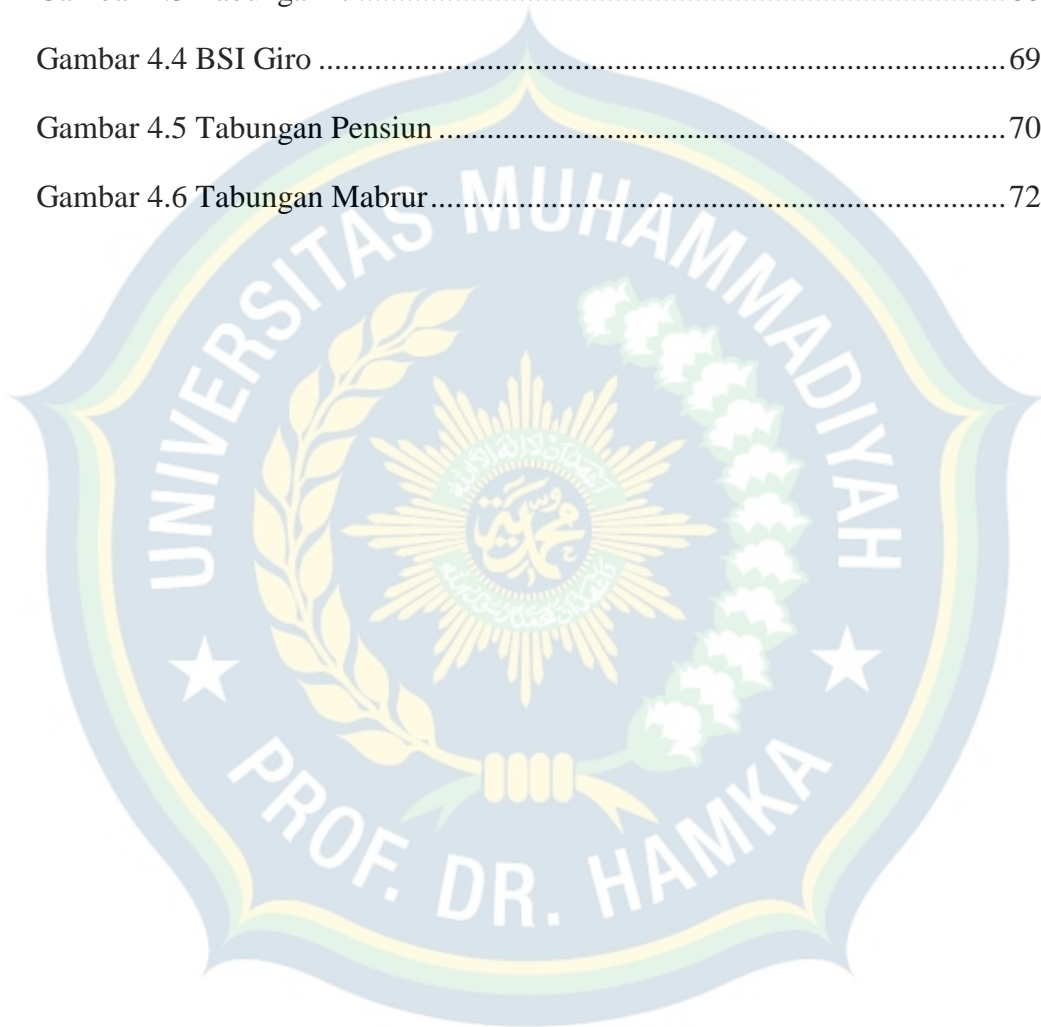 Gambar 4.4 BSI Giro ........................................................................................ 69
Gambar 4.5 Tabungan Pensiun ........................................................................ 70
Gambar 4.6 Tabungan Mabrur ......................................................................... 72
UNIVERSITAS MUHAMMADIYAH
PROF. DR. HAMKA